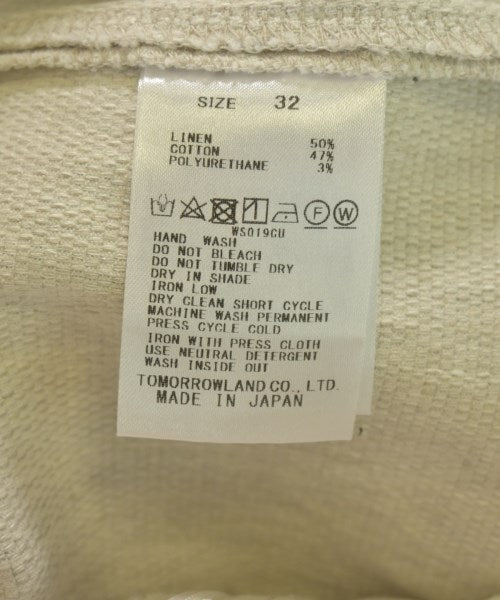 SIZE 32
LINEN 50%
COTTON 47%
POLYURETHANE 3%
F W
WS019CU
HAND WASH
DO NOT BLEACH
DO NOT TUMBLE DRY
DRY IN SHADE
IRON LOW
DRY CLEAN SHORT CYCLE
MACHINE WASH PERMANENT
PRESS CYCLE COLD
IRON WITH PRESS CLOTH
USE NEUTRAL DETERGENT
WASH INSIDE OUT
TOMORROWLAND CO., LTD.
MADE IN JAPAN